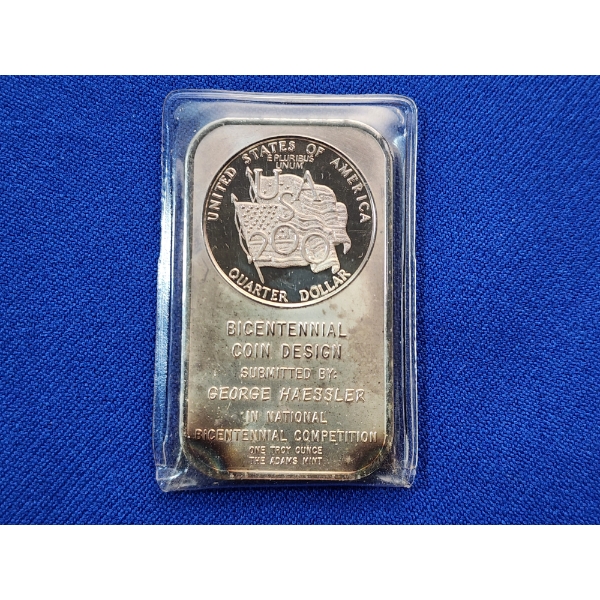 UNITED STATES OF AMERICA
E PLURIBUS
UNUM
USA
200
QUARTER DOLLAR
BICENTENNIAL
COIN DESIGN
SUBMITTED BY:
GEORGE HAESSLER
IN NATIONAL
BICENTENNIAL COMPETITION
ONE TROY OUNCE
THE ADAMS MINT